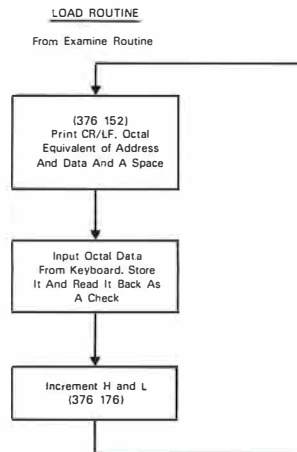 LOAD ROUTINE
From Examine Routine
(376 152)
Print CR/LF, Octal
Equivalent of Address
And Data And A Space
Input Octal Data
From Keyboard. Store
It And Read It Back As
A Check
Increment H and L
(376 176)